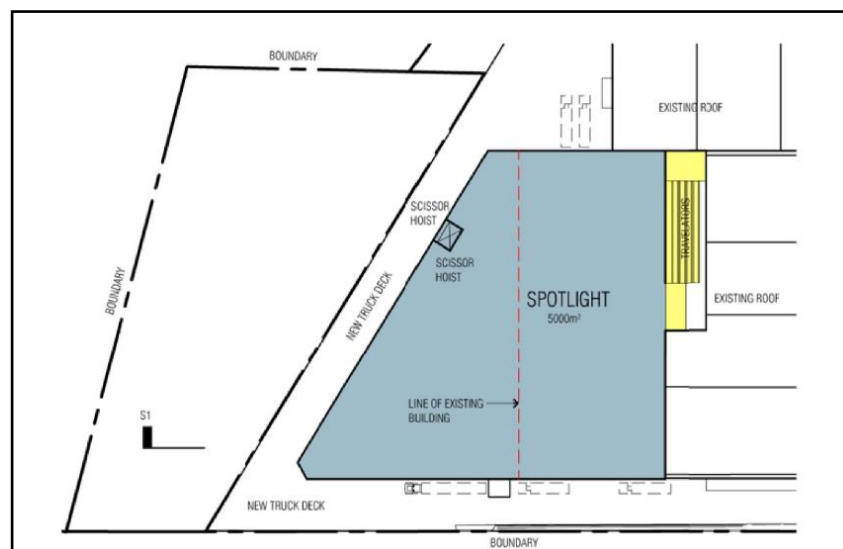 BOUNDARY
EXISTING ROOF
SCISSOR
HOIST
TRAVELATORS
SCISSOR
HOIST
BOUNDARY
NEW TRUCK DECK
SPOTLIGHT
5000m²
EXISTING ROOF
LINE OF EXISTING
BUILDING
S1
NEW TRUCK DECK
BOUNDARY